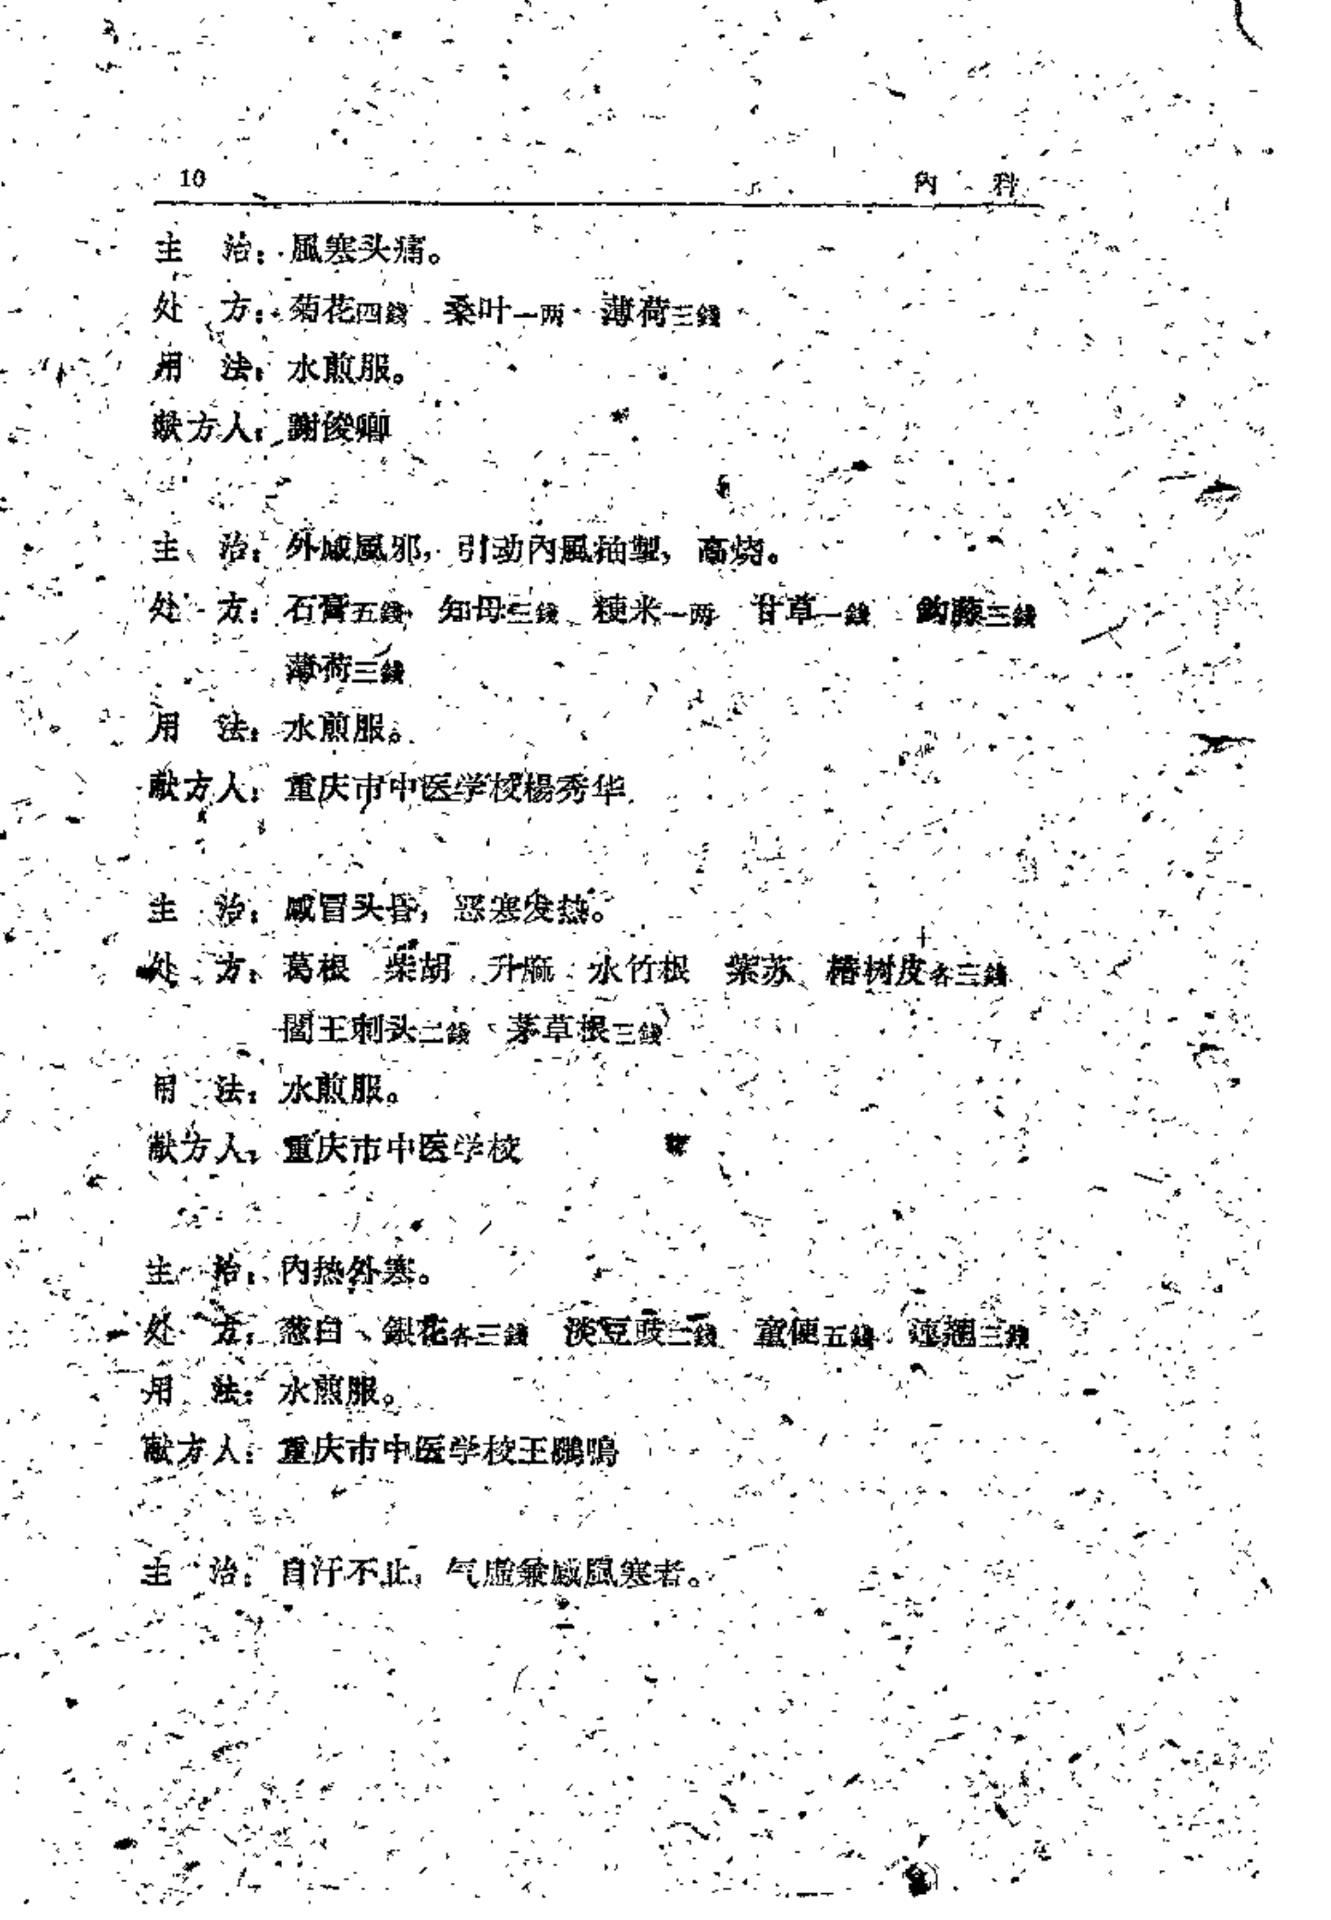 10 內 科
主 治：風寒头痛。
处 方：菊花四錢 桑叶一两 薄荷三錢
用 法：水煎服。
献方人：謝俊卿
主 治：外感風邪，引动內風抽掣，高烧。
处 方：石膏五錢 知母三錢 粳米一两 甘草一錢 鈎藤三錢
薄荷三錢
用 法：水煎服。
献方人：重庆市中医学校楊秀华
主 治：感冒头昏，恶寒发热。
处 方：葛根 柴胡 升麻 水竹根 紫苏 椿树皮各三錢
閻王刺头二錢 茅草根三錢
用 法：水煎服。
献方人：重庆市中医学校
主 治：內热外寒。
处 方：葱白 銀花各三錢 淡豆豉二錢 童便五錢 連翘三錢
用 法：水煎服。
献方人：重庆市中医学校王鵬鳴
主 治：自汗不止，气虛兼感風寒者。